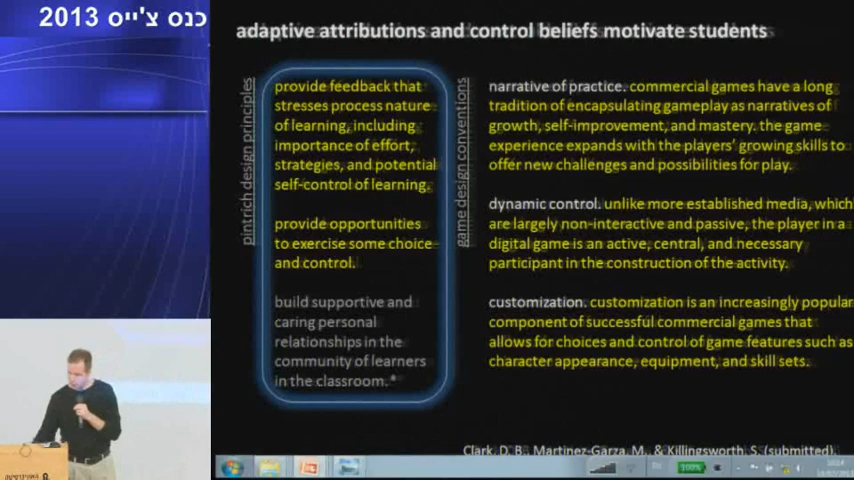 כנס צ'ייס 2013
adaptive attributions and control beliefs motivate students
pintrich design principles
provide feedback that
stresses process nature
of learning, including
importance of effort,
strategies, and potential
self-control of learning.
provide opportunities
to exercise some choice
and control.
build supportive and
caring personal
relationships in the
community of learners
in the classroom.*
game design conventions
narrative of practice. commercial games have a long
tradition of encapsulating gameplay as narratives of
growth, self-improvement, and mastery. the game
experience expands with the players' growing skills to
offer new challenges and possibilities for play.
dynamic control. unlike more established media, which
are largely non-interactive and passive, the player in a
digital game is an active, central, and necessary
participant in the construction of the activity.
customization. customization is an increasingly popular
component of successful commercial games that
allows for choices and control of game features such as
character appearance, equipment, and skill sets.
Clark, D. B., Martinez-Garza, M., & Killingsworth, S. (submitted).
100%